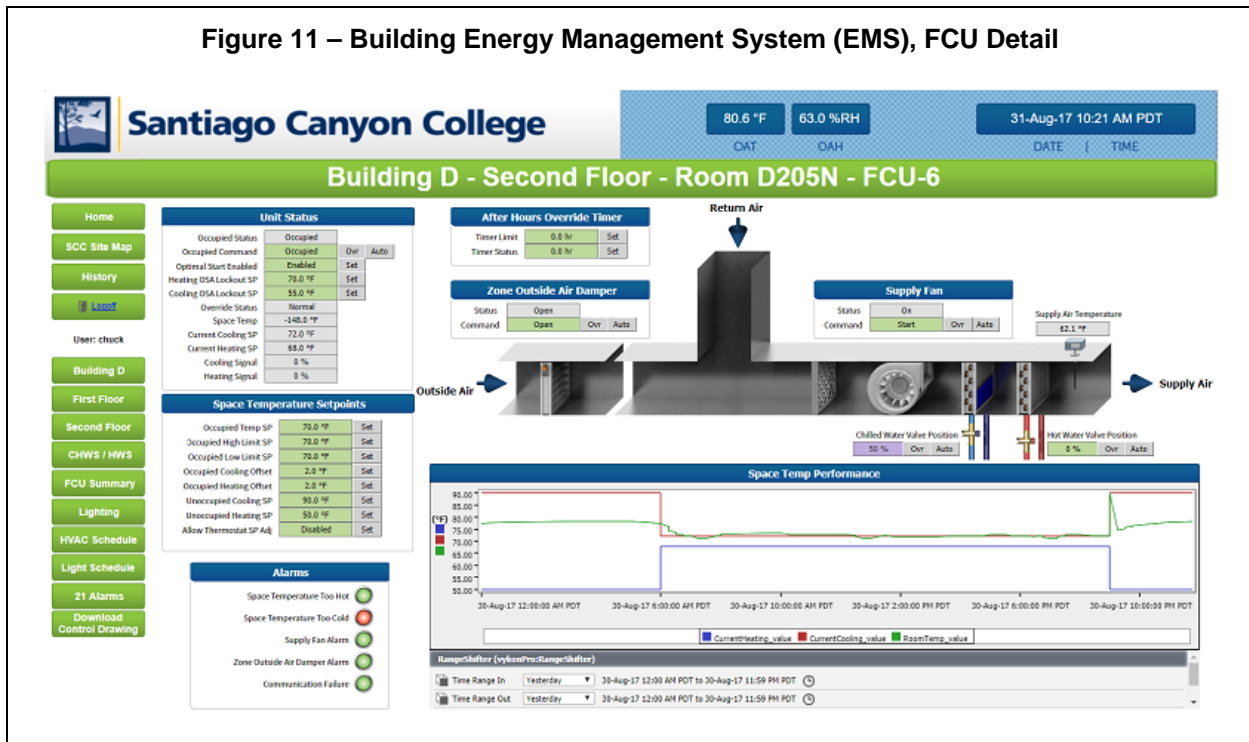 Figure 11 – Building Energy Management System (EMS), FCU Detail
Santiago Canyon College
80.6 °F 63.0 %RH 31-Aug-17 10:21 AM PDT
OAT OAH DATE | TIME
Building D - Second Floor - Room D205N - FCU-6
Home
SCC Site Map
History
Logoff
User: chuck
Building D
First Floor
Second Floor
CHWS / HWS
FCU Summary
Lighting
HVAC Schedule
Light Schedule
21 Alarms
Download
Control Drawing
Unit Status
Occupied Status Occupied
Occupied Command Occupied Ovr Auto
Optimal Start Enabled Enabled Set
Heating OSA Lockout SP 70.0 °F Set
Cooling OSA Lockout SP 55.0 °F Set
Override Status Normal
Space Temp -148.0 °F
Current Cooling SP 72.0 °F
Current Heating SP 68.0 °F
Cooling Signal 0 %
Heating Signal 0 %
Space Temperature Setpoints
Occupied Temp SP 70.0 °F Set
Occupied High Limit SP 70.0 °F Set
Occupied Low Limit SP 70.0 °F Set
Occupied Cooling Offset 2.0 °F Set
Occupied Heating Offset 2.0 °F Set
Unoccupied Cooling SP 90.0 °F Set
Unoccupied Heating SP 50.0 °F Set
Allow Thermostat SP Adj Disabled Set
Alarms
Space Temperature Too Hot
Space Temperature Too Cold
Supply Fan Alarm
Zone Outside Air Damper Alarm
Communication Failure
After Hours Override Timer
Timer Limit 0.0 hr Set
Timer Status 0.0 hr Set
Return Air
Zone Outside Air Damper
Status Open
Command Open Ovr Auto
Supply Fan
Status On
Command Start Ovr Auto
Supply Air Temperature
62.1 °F
Outside Air
Supply Air
Chilled Water Valve Position
50 % Ovr Auto
Hot Water Valve Position
0 % Ovr Auto
Space Temp Performance
(°F)
90.00
85.00
80.00
75.00
70.00
65.00
60.00
55.00
50.00
30-Aug-17 12:00:00 AM PDT 30-Aug-17 6:00:00 AM PDT 30-Aug-17 10:00:00 AM PDT 30-Aug-17 2:00:00 PM PDT 30-Aug-17 6:00:00 PM PDT 30-Aug-17 10:00:00 PM PDT
CurrentHeating_value CurrentCooling_value RoomTemp_value
RangeShifter (vykonPro:RangeShifter)
Time Range In Yesterday 30-Aug-17 12:00 AM PDT to 30-Aug-17 11:59 PM PDT
Time Range Out Yesterday 30-Aug-17 12:00 AM PDT to 30-Aug-17 11:59 PM PDT